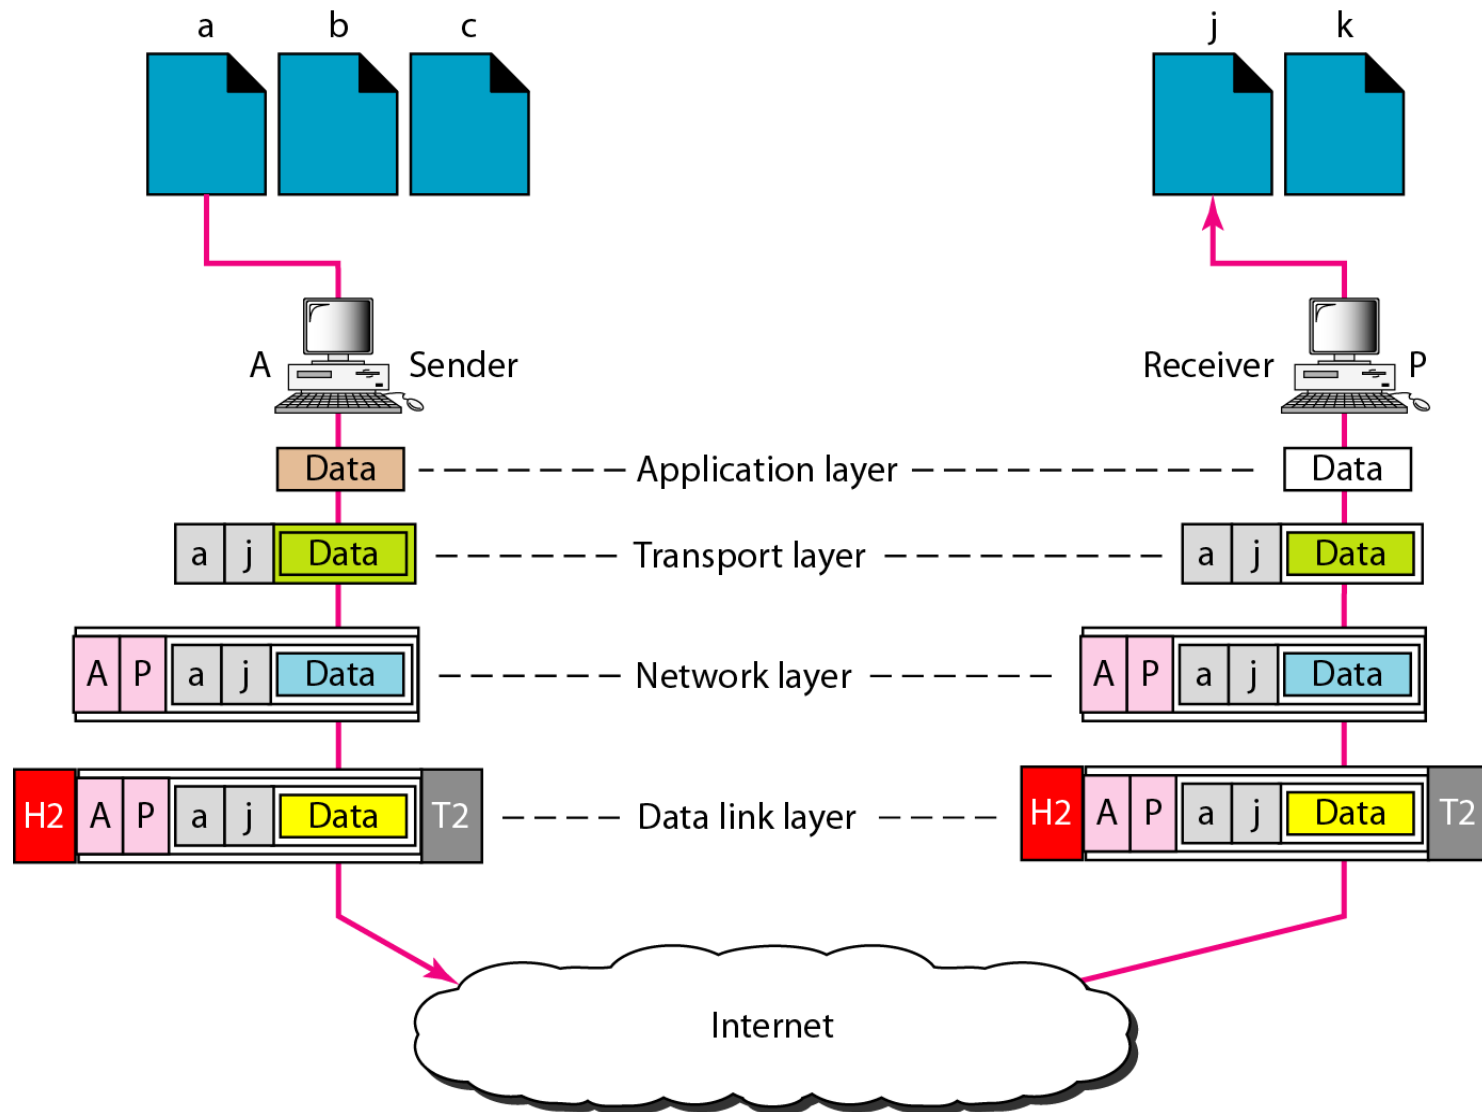 a b c j k
A Sender Receiver P
Data Application layer Data
a j Data Transport layer a j Data
A P a j Data Network layer A P a j Data
H2 A P a j Data T2 Data link layer H2 A P a j Data T2
Internet